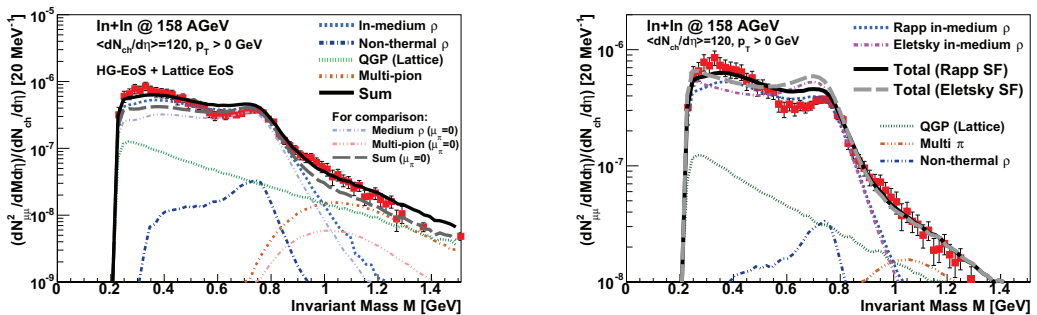 In+In @ 158 AGeV
<dN_ch/dη>=120, p_T > 0 GeV
HG-EoS + Lattice EoS
In-medium ρ
Non-thermal ρ
QGP (Lattice)
Multi-pion
Sum
For comparison:
Medium ρ (μ_π=0)
Multi-pion (μ_π=0)
Sum (μ_π=0)
(dN²_μμ/dMdη)/(dN_ch/dη) [20 MeV⁻¹]
10⁻⁵
10⁻⁶
10⁻⁷
10⁻⁸
10⁻⁹
0 0.2 0.4 0.6 0.8 1 1.2 1.4
Invariant Mass M [GeV]
In+In @ 158 AGeV
<dN_ch/dη>=120, p_T > 0 GeV
Rapp in-medium ρ
Eletsky in-medium ρ
Total (Rapp SF)
Total (Eletsky SF)
QGP (Lattice)
Multi π
Non-thermal ρ
(dN²_μμ/dMdη)/(dN_ch/dη) [20 MeV⁻¹]
10⁻⁶
10⁻⁷
10⁻⁸
0 0.2 0.4 0.6 0.8 1 1.2 1.4
Invariant Mass M [GeV]